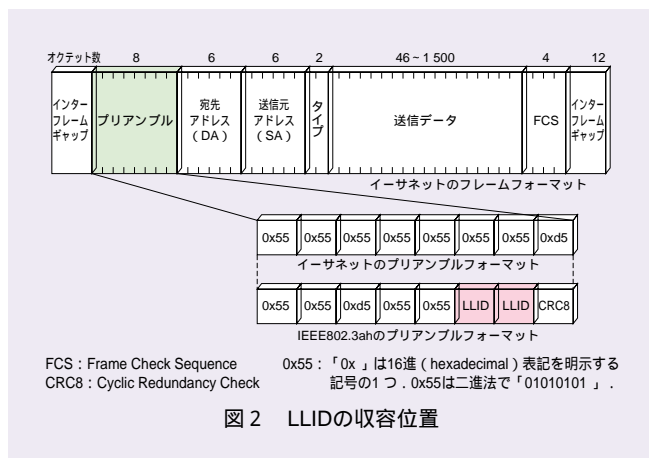 オクテット数 8 6 6 2 46~1 500 4 12
インターフレームギャップ プリアンブル 宛先アドレス(DA) 送信元アドレス(SA) タイプ 送信データ FCS インターフレームギャップ
イーサネットのフレームフォーマット
0x55 0x55 0x55 0x55 0x55 0x55 0x55 0xd5
イーサネットのプリアンブルフォーマット
0x55 0x55 0xd5 0x55 0x55 LLID LLID CRC8
IEEE802.3ahのプリアンブルフォーマット
FCS:Frame Check Sequence
CRC8:Cyclic Redundancy Check
0x55:「0x 」は16進(hexadecimal)表記を明示する
記号の1つ.0x55は二進法で「01010101 」.
図2 LLIDの収容位置